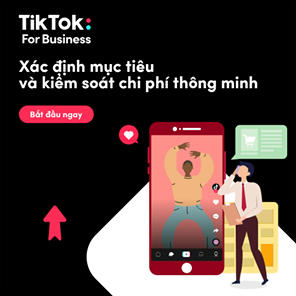 TikTok:
For Business
Xác định mục tiêu
và kiểm soát chi phí thông minh
Bắt đầu ngay